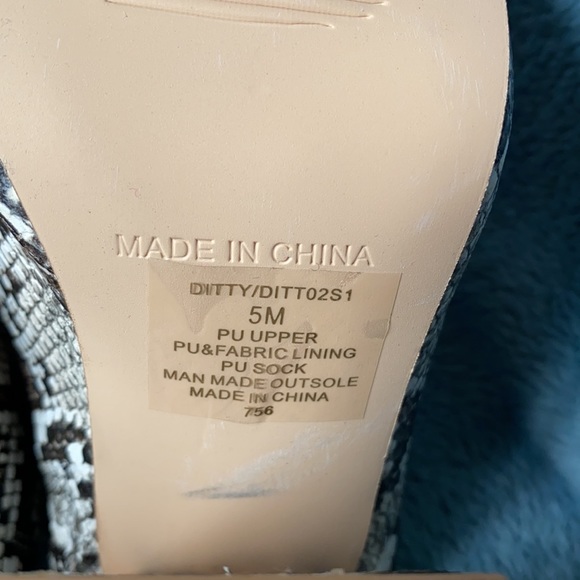 MADE IN CHINA
DITTY/DITT02S1
5M
PU UPPER
PU&FABRIC LINING
PU SOCK
MAN MADE OUTSOLE
MADE IN CHINA
756